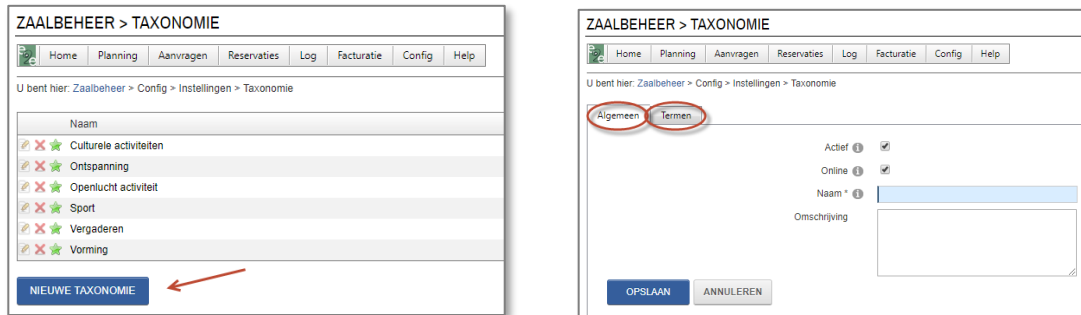 ZAALBEHEER > TAXONOMIE
Home Planning Aanvragen Reservaties Log Facturatie Config Help
U bent hier: Zaalbeheer > Config > Instellingen > Taxonomie
Naam
Culturele activiteiten
Ontspanning
Openlucht activiteit
Sport
Vergaderen
Vorming
NIEUWE TAXONOMIE
ZAALBEHEER > TAXONOMIE
Home Planning Aanvragen Reservaties Log Facturatie Config Help
U bent hier: Zaalbeheer > Config > Instellingen > Taxonomie
Algemeen Termen
Actief
Online
Naam *
Omschrijving
OPSLAAN ANNULEREN